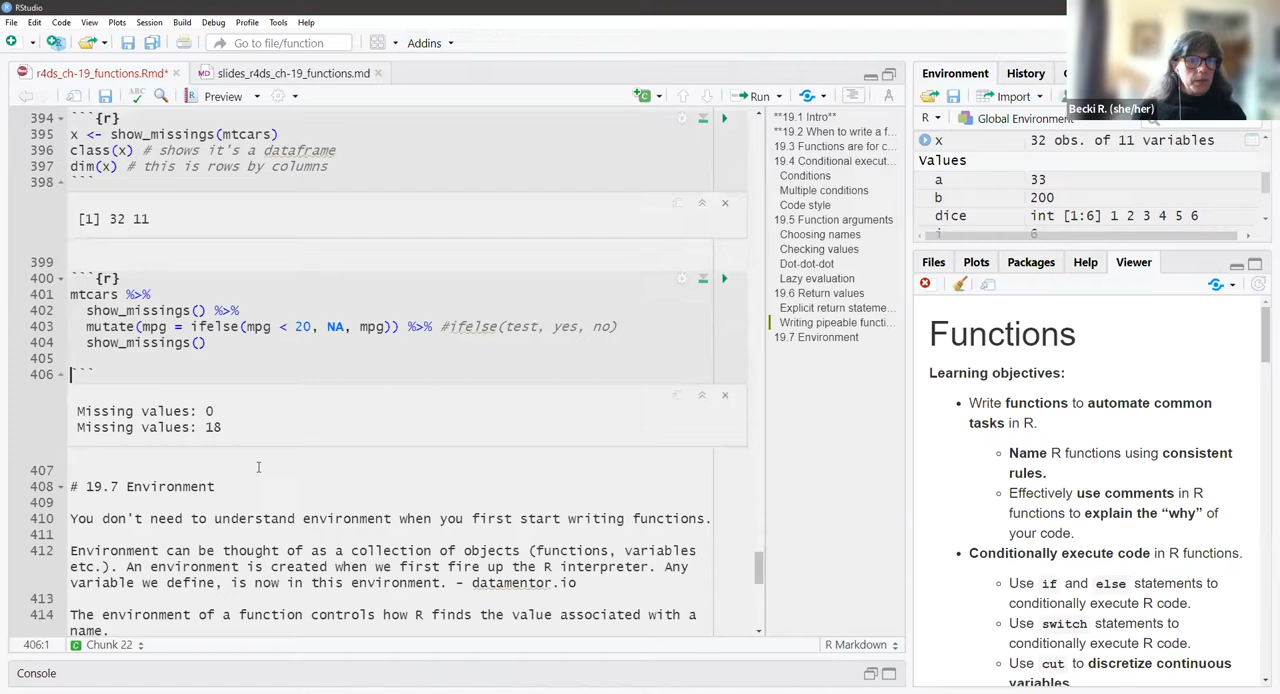 RStudio
File Edit Code View Plots Session Build Debug Profile Tools Help
Go to file/function Addins
r4ds_ch-19_functions.Rmd* slides_r4ds_ch-19_functions.md
Preview Run
394 ```{r}
395 x <- show_missings(mtcars)
396 class(x) # shows it's a dataframe
397 dim(x) # this is rows by columns
398 ```
[1] 32 11
399
400 ```{r}
401 mtcars %>%
402 show_missings() %>%
403 mutate(mpg = ifelse(mpg < 20, NA, mpg)) %>% #ifelse(test, yes, no)
404 show_missings()
405
406 ```
Missing values: 0
Missing values: 18
407
408 # 19.7 Environment
409
410 You don't need to understand environment when you first start writing functions.
411
412 Environment can be thought of as a collection of objects (functions, variables
etc.). An environment is created when we first fire up the R interpreter. Any
variable we define, is now in this environment. - datamentor.io
413
414 The environment of a function controls how R finds the value associated with a
name.
406:1 Chunk 22 R Markdown
Console
**19.1 Intro**
**19.2 When to write a f...
19.3 Functions are for c...
19.4 Conditional execut...
Conditions
Multiple conditions
Code style
19.5 Function arguments
Choosing names
Checking values
Dot-dot-dot
Lazy evaluation
19.6 Return values
Explicit return stateme...
Writing pipeable functi...
19.7 Environment
Environment History
Import
R Global Environment
x 32 obs. of 11 variables
Values
a 33
b 200
dice int [1:6] 1 2 3 4 5 6
i 6
Becki R. (she/her)
Files Plots Packages Help Viewer
Functions
Learning objectives:
• Write functions to automate common
tasks in R.
○ Name R functions using consistent
rules.
○ Effectively use comments in R
functions to explain the “why” of
your code.
• Conditionally execute code in R functions.
○ Use if and else statements to
conditionally execute R code.
○ Use switch statements to
conditionally execute R code.
○ Use cut to discretize continuous
variables